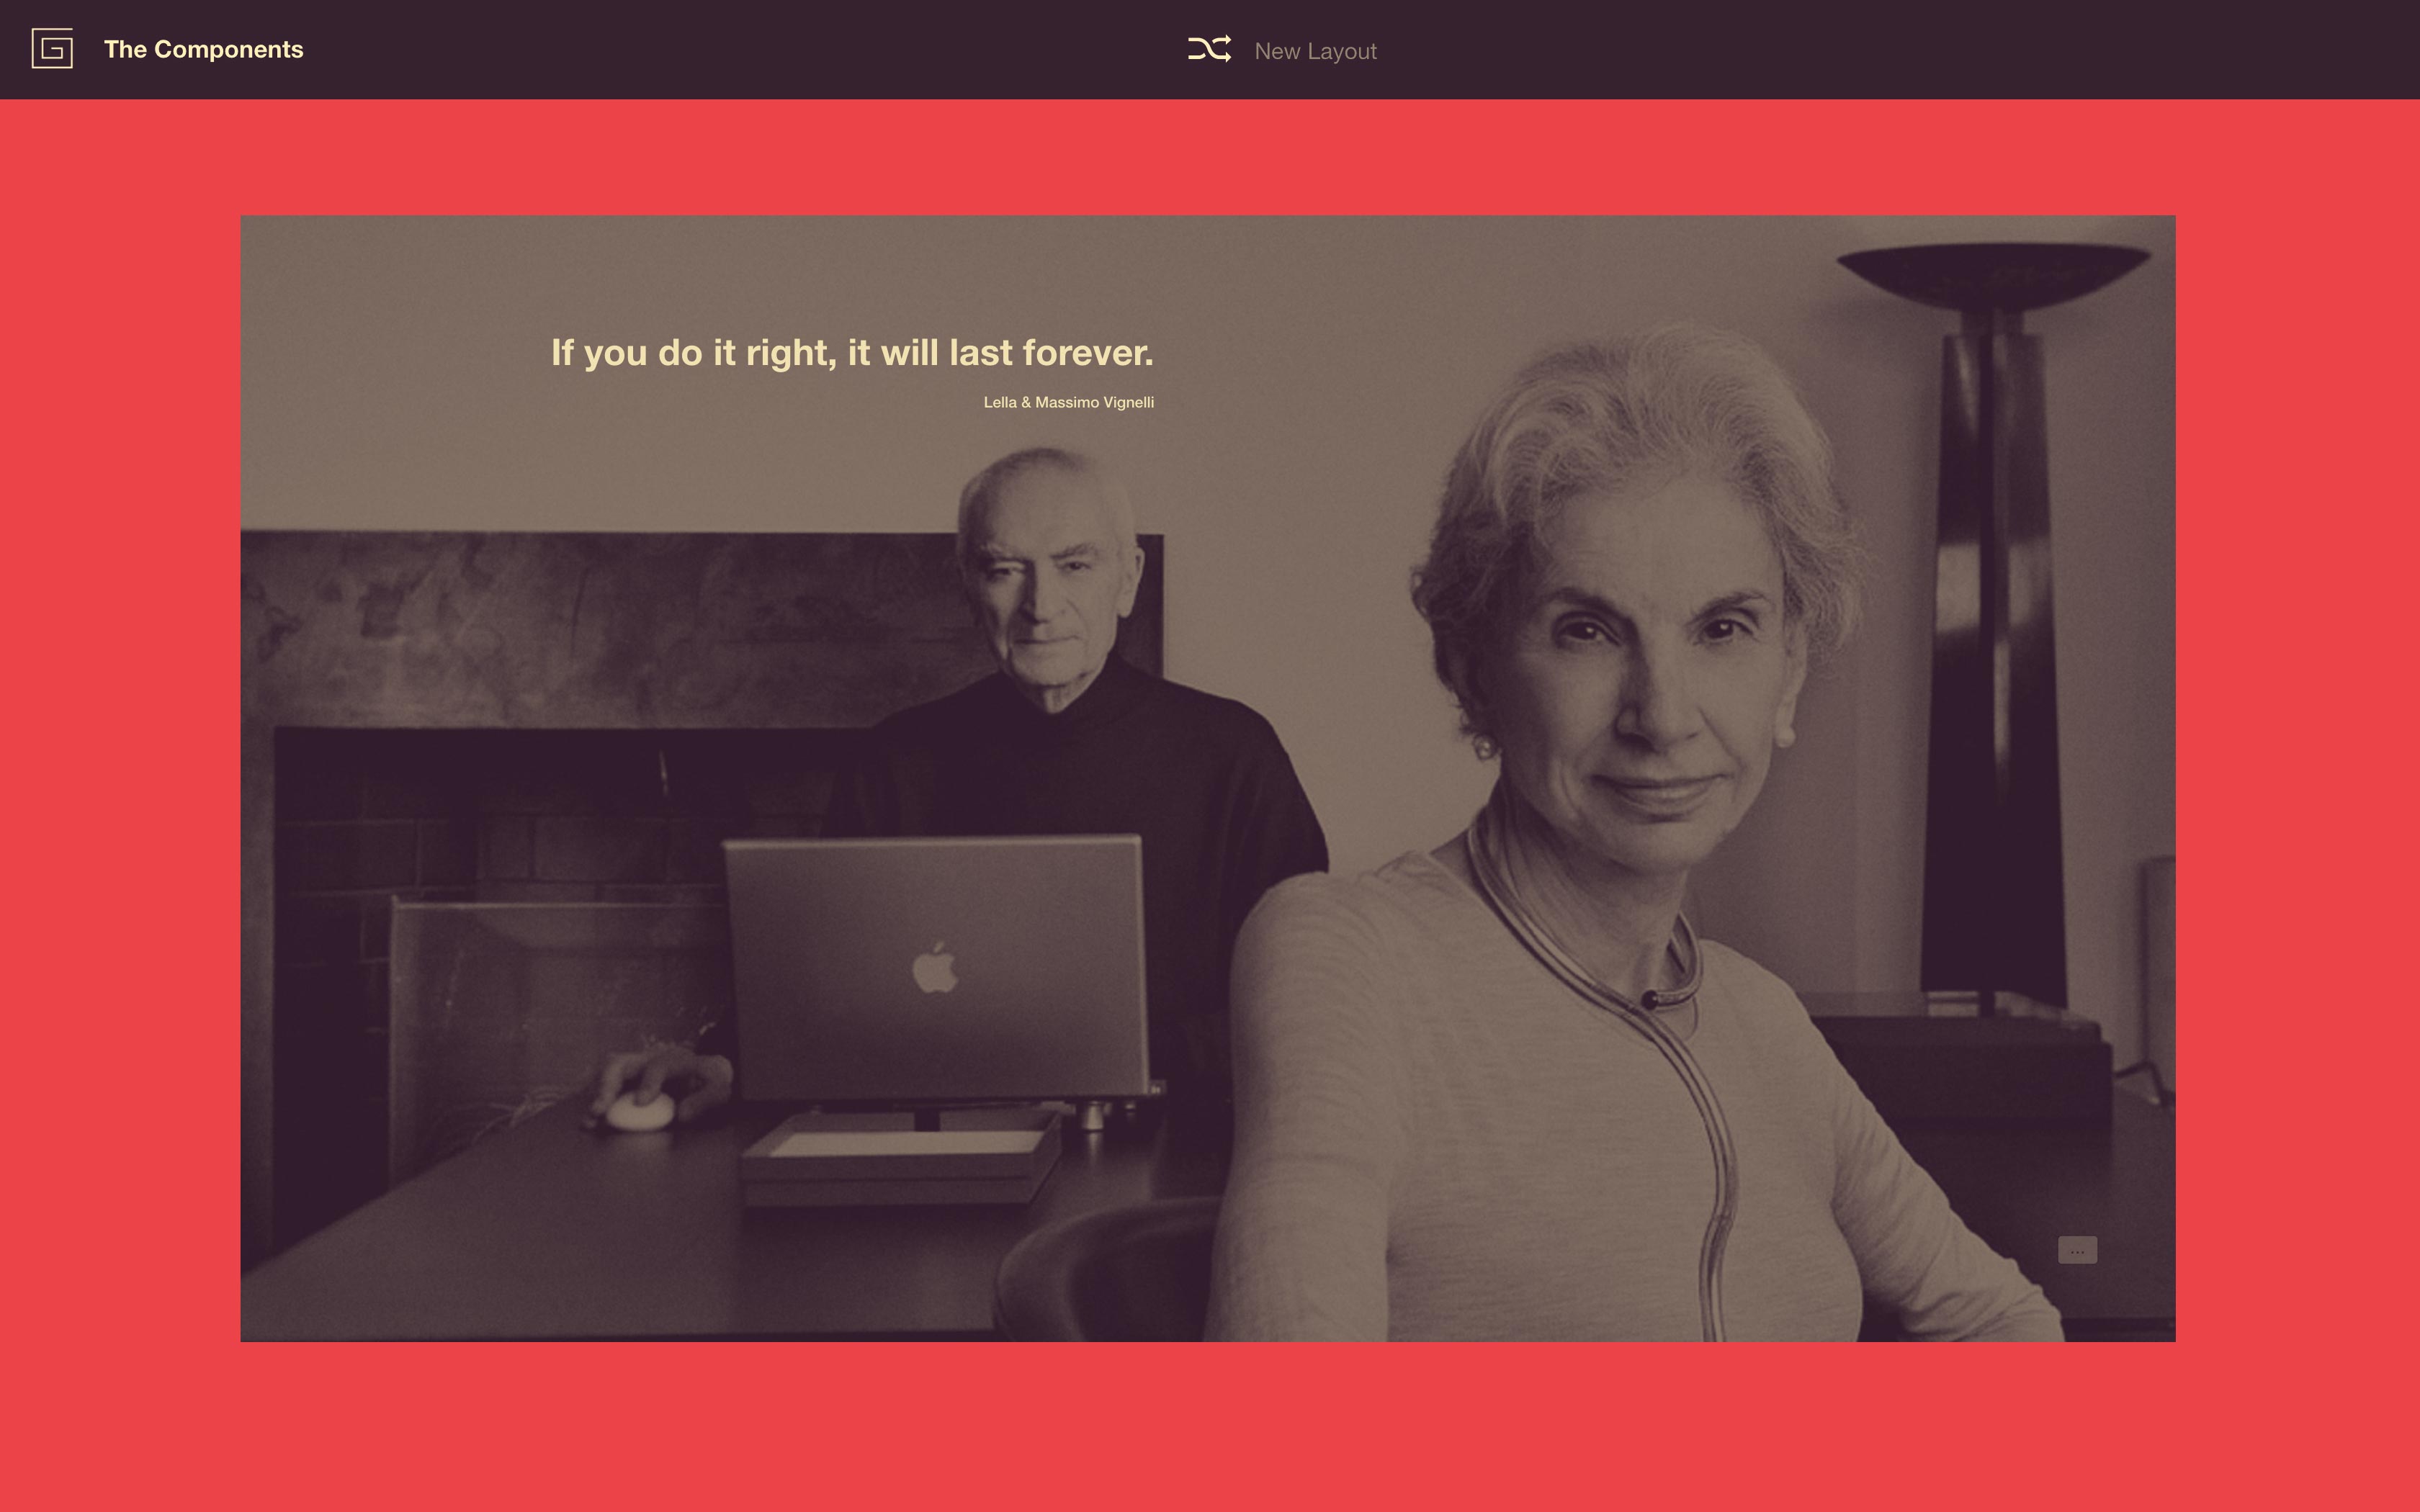 The Components
New Layout
If you do it right, it will last forever.
Lella & Massimo Vignelli
...